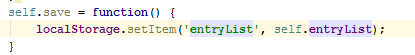 self.save = function() {
    localStorage.setItem('entryList', self.entryList);
}